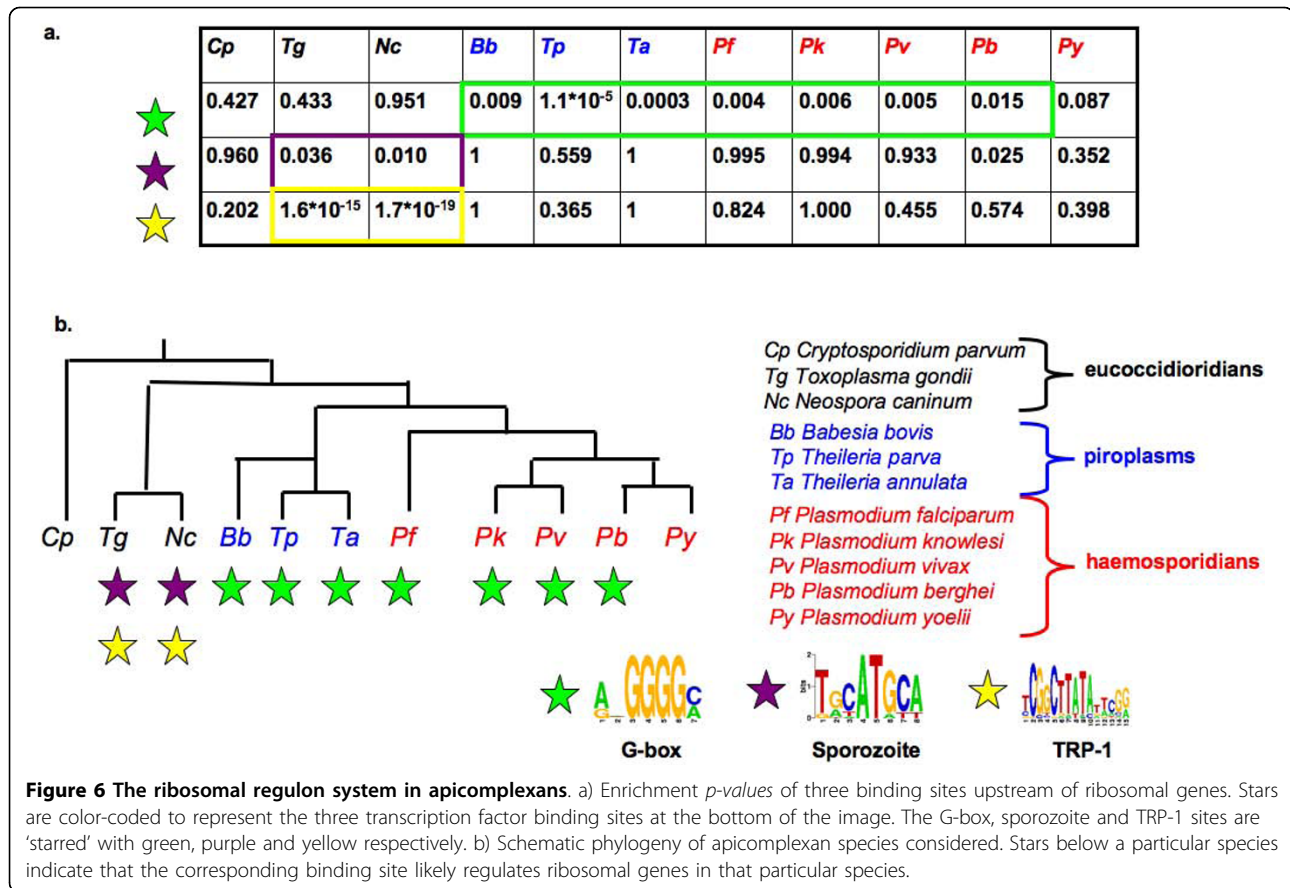 a.
Cp Tg Nc Bb Tp Ta Pf Pk Pv Pb Py
0.427 0.433 0.951 0.009 1.1*10-5 0.0003 0.004 0.006 0.005 0.015 0.087
0.960 0.036 0.010 1 0.559 1 0.995 0.994 0.933 0.025 0.352
0.202 1.6*10-15 1.7*10-19 1 0.365 1 0.824 1.000 0.455 0.574 0.398
b.
Cp Tg Nc Bb Tp Ta Pf Pk Pv Pb Py
Cp Cryptosporidium parvum
Tg Toxoplasma gondii
Nc Neospora caninum
eucoccidioridians
Bb Babesia bovis
Tp Theileria parva
Ta Theileria annulata
piroplasms
Pf Plasmodium falciparum
Pk Plasmodium knowlesi
Pv Plasmodium vivax
Pb Plasmodium berghei
Py Plasmodium yoelii
haemosporidians
G-box
Sporozoite
TRP-1
Figure 6 The ribosomal regulon system in apicomplexans. a) Enrichment p-values of three binding sites upstream of ribosomal genes. Stars
are color-coded to represent the three transcription factor binding sites at the bottom of the image. The G-box, sporozoite and TRP-1 sites are
‘starred’ with green, purple and yellow respectively. b) Schematic phylogeny of apicomplexan species considered. Stars below a particular species
indicate that the corresponding binding site likely regulates ribosomal genes in that particular species.